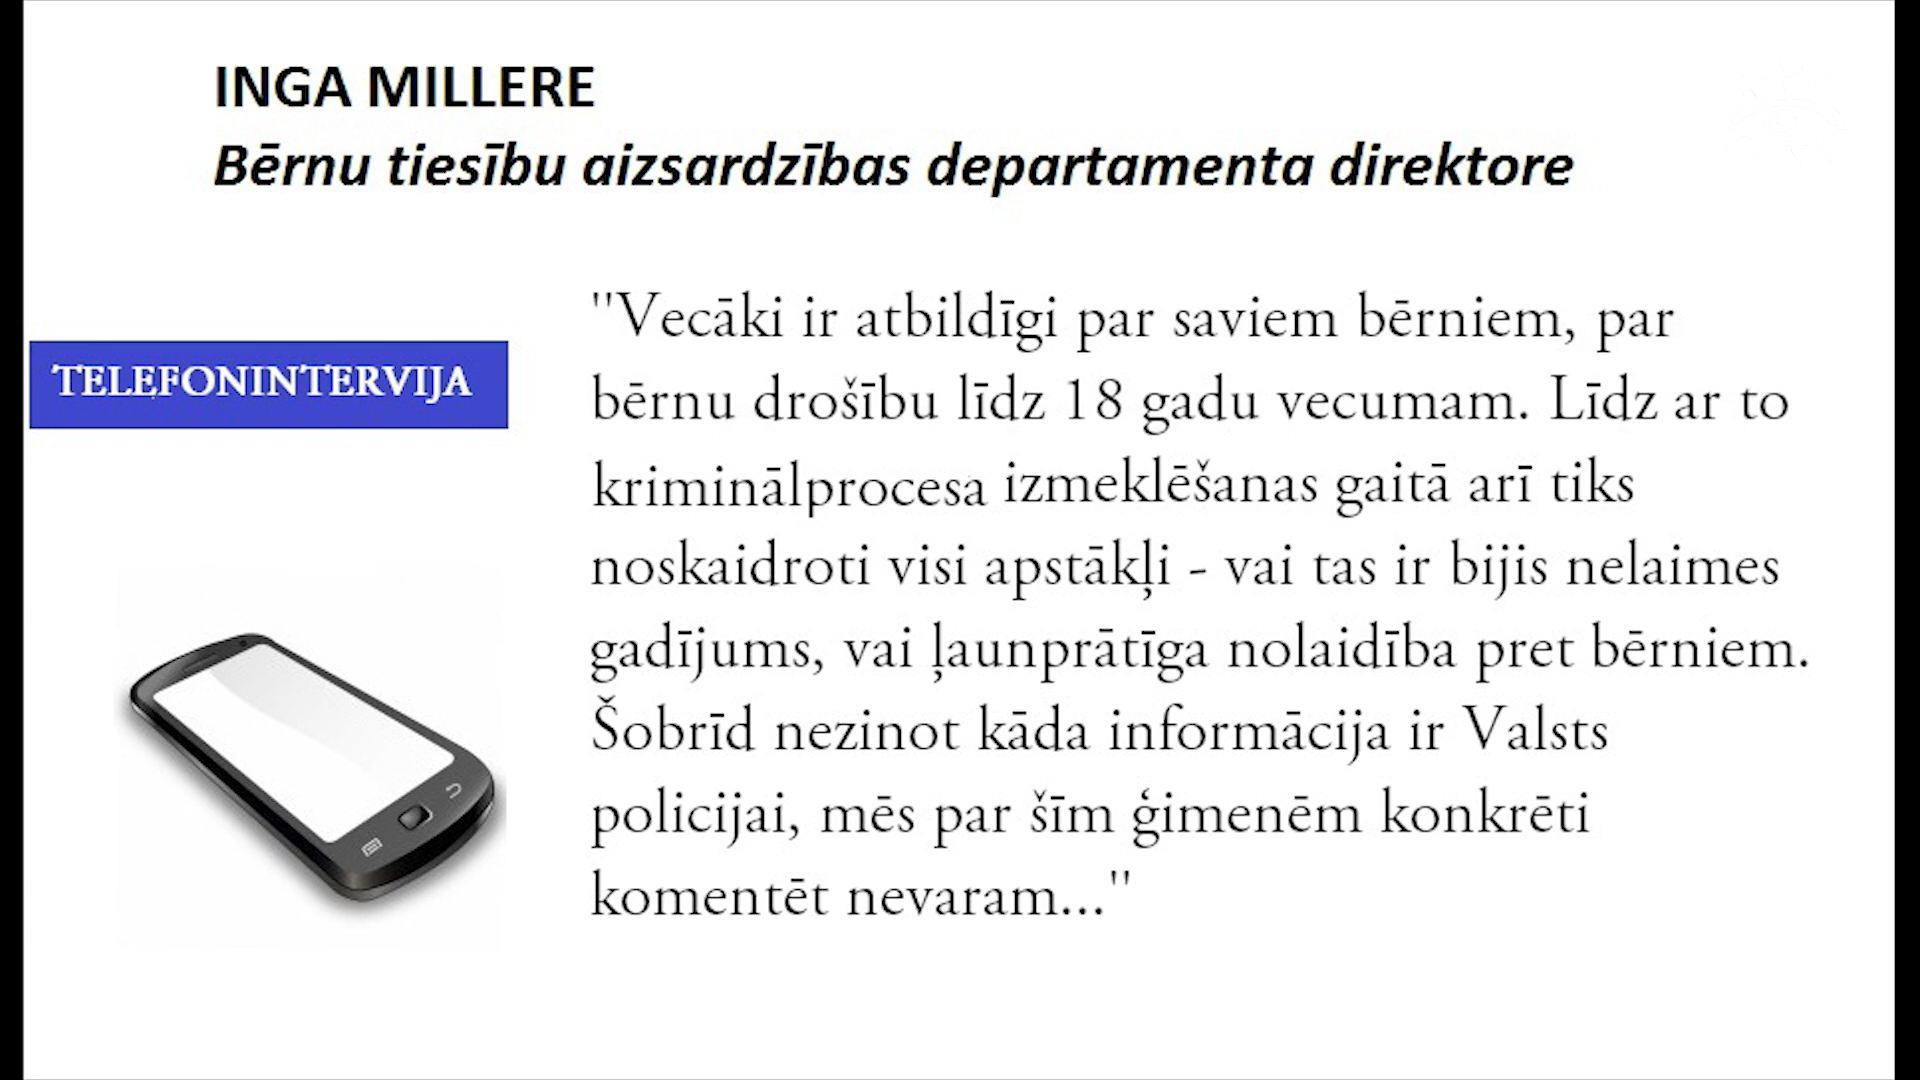 INGA MILLERE
Bērnu tiesību aizsardzības departamenta direktore
TELEFONINTERVIJA
"Vecāki ir atbildīgi par saviem bērniem, par
bērnu drošību līdz 18 gadu vecumam. Līdz ar to
kriminālprocesa izmeklēšanas gaitā arī tiks
noskaidroti visi apstākļi - vai tas ir bijis nelaimes
gadījums, vai ļaunprātīga nolaidība pret bērniem.
Šobrīd nezinot kāda informācija ir Valsts
policijai, mēs par šīm ģimenēm konkrēti
komentēt nevaram..."